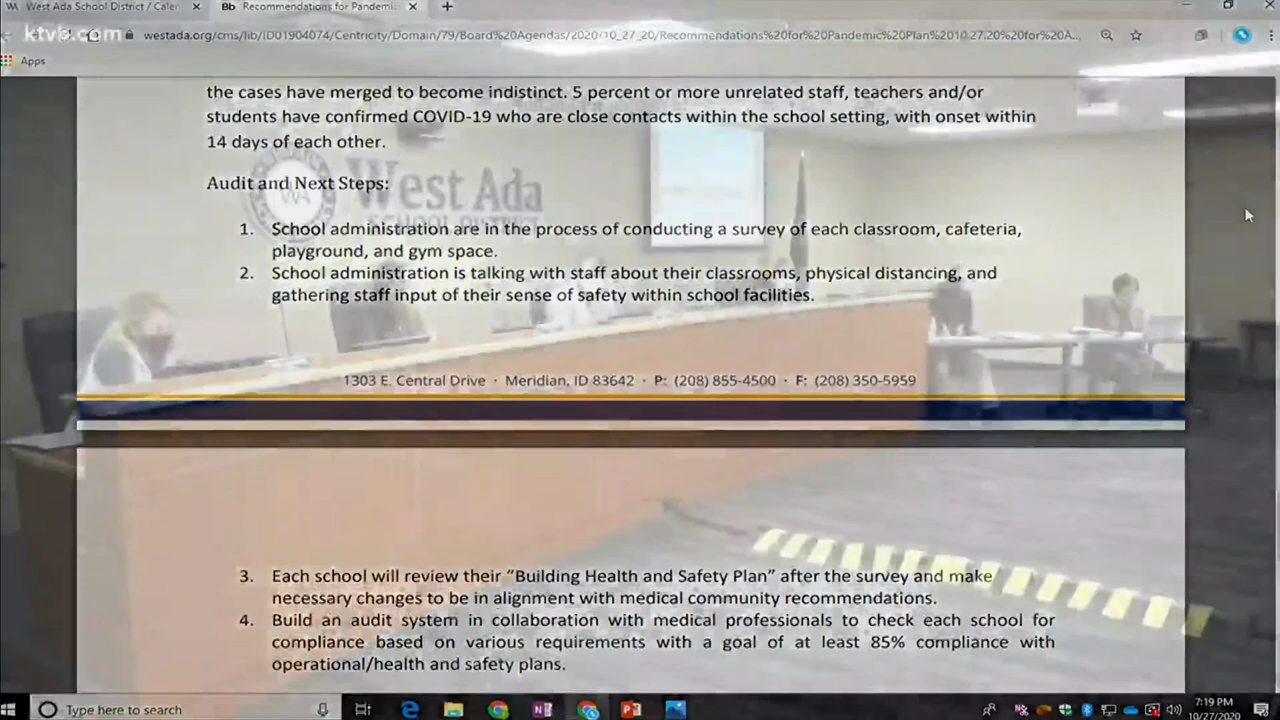 West Ada School District / Caler
Bb Recommendations for Pandemi
ktvb.com
westada.org/cms/lib/ID01904074/Centricity/Domain/79/Board%20Agendas/2020/10_27_20/Recommendations%20for%20Pandemic%20Plan%2010.27.20%20for%20A...
Apps
the cases have merged to become indistinct. 5 percent or more unrelated staff, teachers and/or
students have confirmed COVID-19 who are close contacts within the school setting, with onset within
14 days of each other.
Audit and Next Steps:
West Ada
SCHOOL DISTRICT
1. School administration are in the process of conducting a survey of each classroom, cafeteria,
playground, and gym space.
2. School administration is talking with staff about their classrooms, physical distancing, and
gathering staff input of their sense of safety within school facilities.
1303 E. Central Drive · Meridian, ID 83642 · P: (208) 855-4500 · F: (208) 350-5959
3. Each school will review their “Building Health and Safety Plan” after the survey and make
necessary changes to be in alignment with medical community recommendations.
4. Build an audit system in collaboration with medical professionals to check each school for
compliance based on various requirements with a goal of at least 85% compliance with
operational/health and safety plans.
Type here to search
7:19 PM
10/27/2020